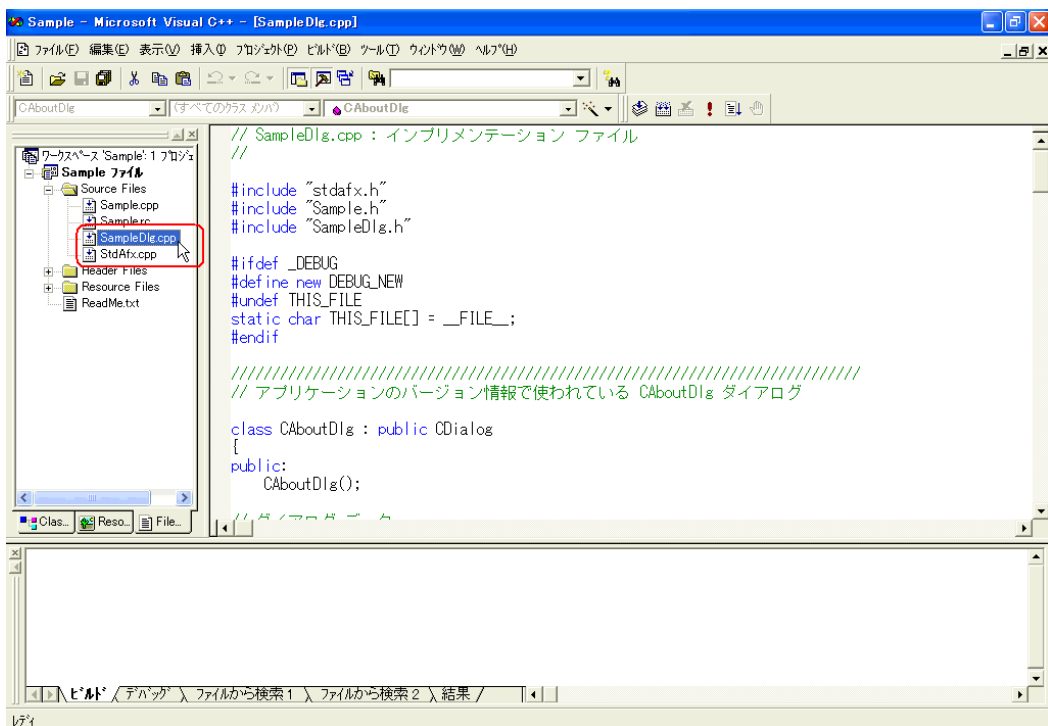 Sample - Microsoft Visual C++ - [SampleDlg.cpp]
ファイル(F) 編集(E) 表示(V) 挿入(I) プロジェクト(P) ビルド(B) ツール(T) ウィンドウ(W) ヘルプ(H)
CAboutDlg (すべてのクラス メンバ) CAboutDlg
ワークスペース 'Sample': 1 プロジェ
Sample ファイル
Source Files
Sample.cpp
Sample.rc
SampleDlg.cpp
StdAfx.cpp
Header Files
Resource Files
ReadMe.txt
Clas... Reso... File...
// SampleDlg.cpp : インプリメンテーション ファイル
//
#include "stdafx.h"
#include "Sample.h"
#include "SampleDlg.h"
#ifdef _DEBUG
#define new DEBUG_NEW
#undef THIS_FILE
static char THIS_FILE[] = __FILE__;
#endif
/////////////////////////////////////////////////////////////////////////////
// アプリケーションのバージョン情報で使われている CAboutDlg ダイアログ
class CAboutDlg : public CDialog
{
public:
CAboutDlg();
// ダイアログ データ
ビルド デバッグ ファイルから検索1 ファイルから検索2 結果
レディ